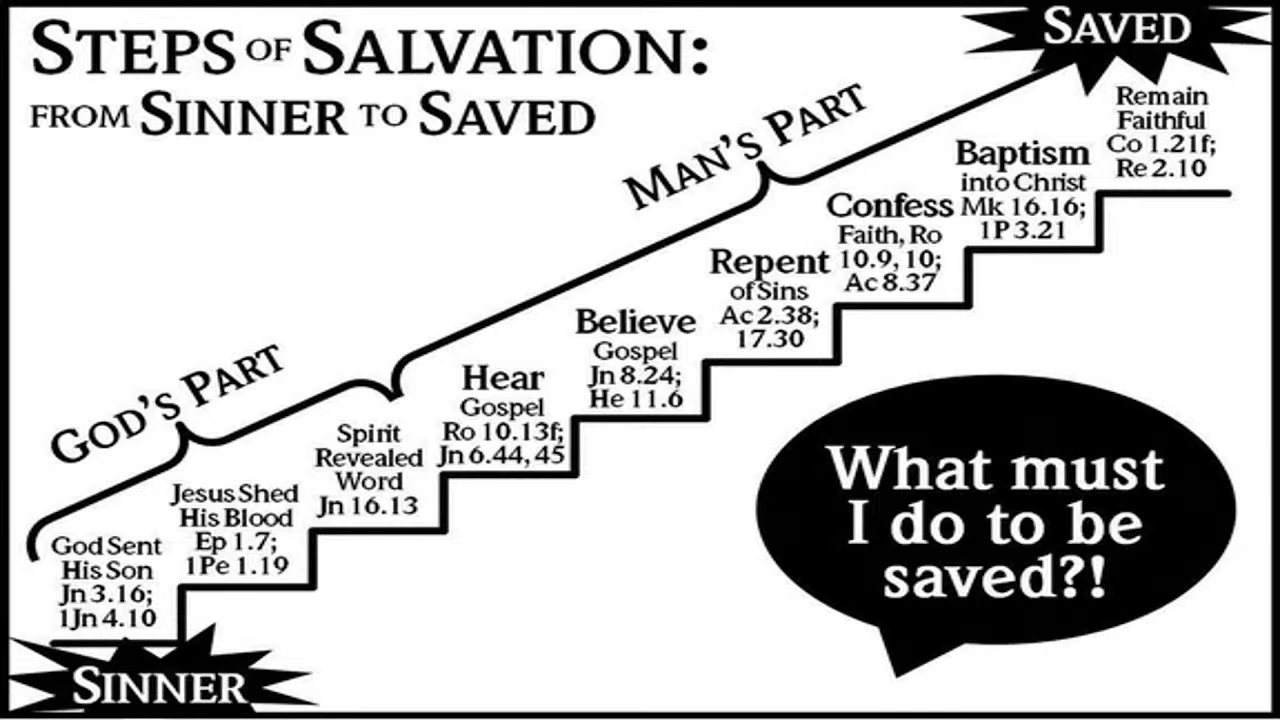 STEPS OF SALVATION:
FROM SINNER TO SAVED
SAVED
MAN'S PART
GOD'S PART
God Sent
His Son
Jn 3.16;
1Jn 4.10
Jesus Shed
His Blood
Ep 1.7;
1Pe 1.19
Spirit
Revealed
Word
Jn 16.13
Hear
Gospel
Ro 10.13f;
Jn 6.44, 45
Believe
Gospel
Jn 8.24;
He 11.6
Repent
of Sins
Ac 2.38;
17.30
Confess
Faith, Ro
10.9, 10;
Ac 8.37
Baptism
into Christ
Mk 16.16;
1P 3.21
Remain
Faithful
Co 1.21f;
Re 2.10
What must
I do to be
saved?!
SINNER